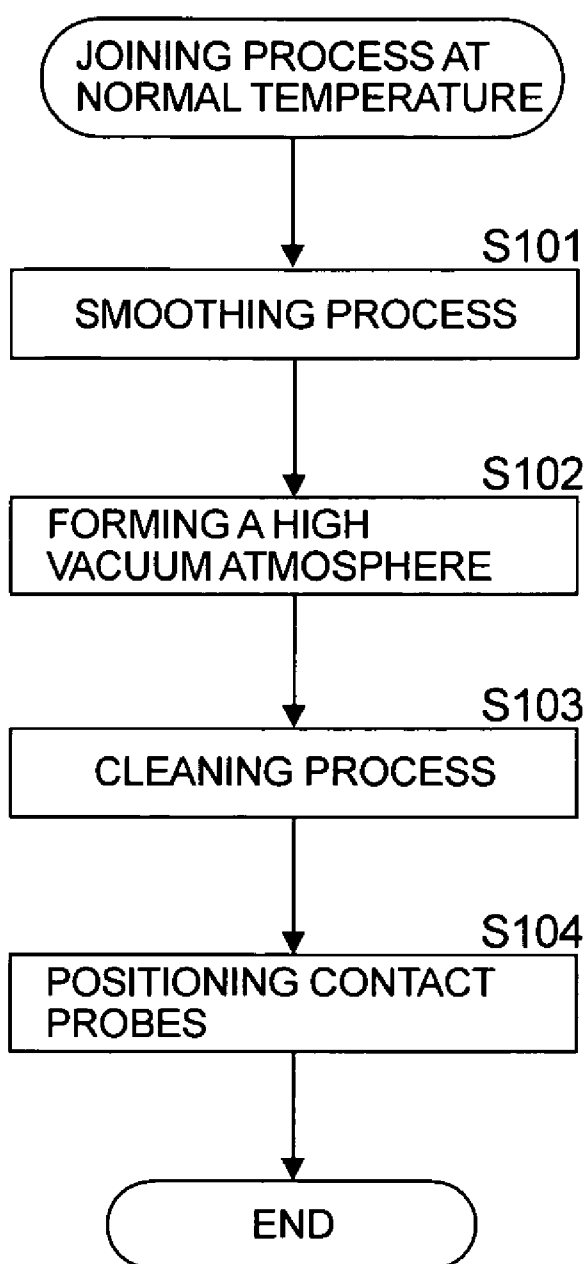 JOINING PROCESS AT
NORMAL TEMPERATURE
S101
SMOOTHING PROCESS
S102
FORMING A HIGH
VACUUM ATMOSPHERE
S103
CLEANING PROCESS
S104
POSITIONING CONTACT
PROBES
END